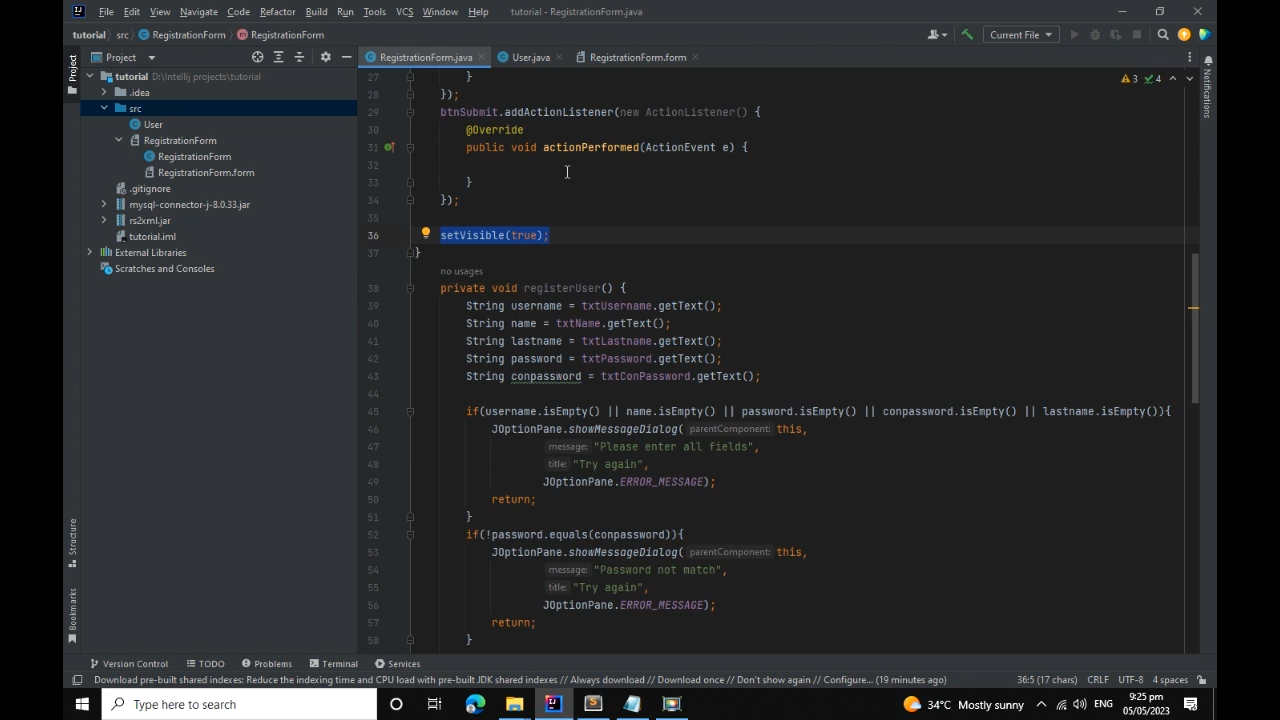 File Edit View Navigate Code Refactor Build Run Tools VCS Window Help tutorial - RegistrationForm.java
tutorial src RegistrationForm RegistrationForm Current File
Project
Project
RegistrationForm.java User.java RegistrationForm.form
Notifications
tutorial D:\Intellij projects\tutorial
.idea
src
User
RegistrationForm
RegistrationForm
RegistrationForm.form
.gitignore
mysql-connector-j-8.0.33.jar
rs2xml.jar
tutorial.iml
External Libraries
Scratches and Consoles
3 4
27 }
28 });
29 btnSubmit.addActionListener(new ActionListener() {
30 @Override
31 public void actionPerformed(ActionEvent e) {
32
33 }
34 });
35
36 setVisible(true);
37 }
no usages
38 private void registerUser() {
39 String username = txtUsername.getText();
40 String name = txtName.getText();
41 String lastname = txtLastname.getText();
42 String password = txtPassword.getText();
43 String conpassword = txtConPassword.getText();
44
45 if(username.isEmpty() || name.isEmpty() || password.isEmpty() || conpassword.isEmpty() || lastname.isEmpty()){
46 JOptionPane.showMessageDialog( parentComponent: this,
47 message: "Please enter all fields",
48 title: "Try again",
49 JOptionPane.ERROR_MESSAGE);
50 return;
51 }
52 if(!password.equals(conpassword)){
53 JOptionPane.showMessageDialog( parentComponent: this,
54 message: "Password not match",
55 title: "Try again",
56 JOptionPane.ERROR_MESSAGE);
57 return;
58 }
Structure
Bookmarks
Version Control TODO Problems Terminal Services
Download pre-built shared indexes: Reduce the indexing time and CPU load with pre-built JDK shared indexes // Always download // Download once // Don't show again // Configure... (19 minutes ago) 36:5 (17 chars) CRLF UTF-8 4 spaces
Type here to search
34°C Mostly sunny ENG
9:25 pm
05/05/2023